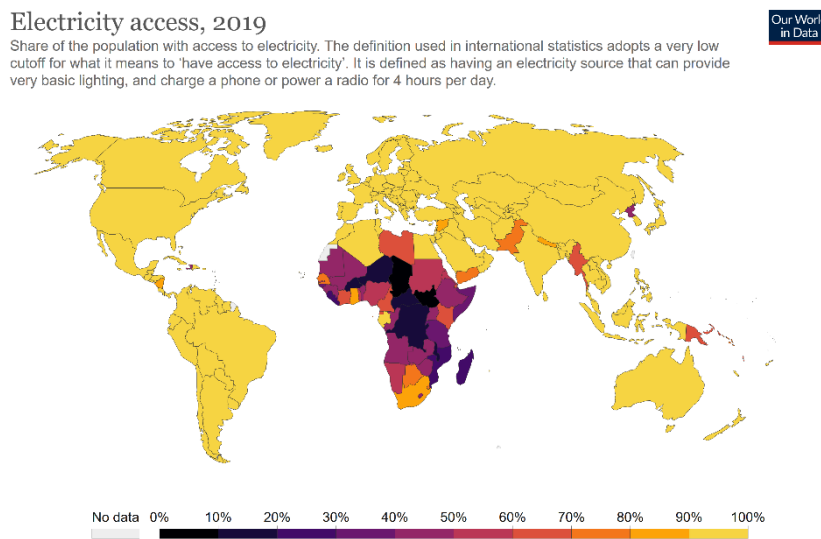 Electricity access, 2019
Our World
in Data
Share of the population with access to electricity. The definition used in international statistics adopts a very low
cutoff for what it means to ‘have access to electricity’. It is defined as having an electricity source that can provide
very basic lighting, and charge a phone or power a radio for 4 hours per day.
No data 0% 10% 20% 30% 40% 50% 60% 70% 80% 90% 100%